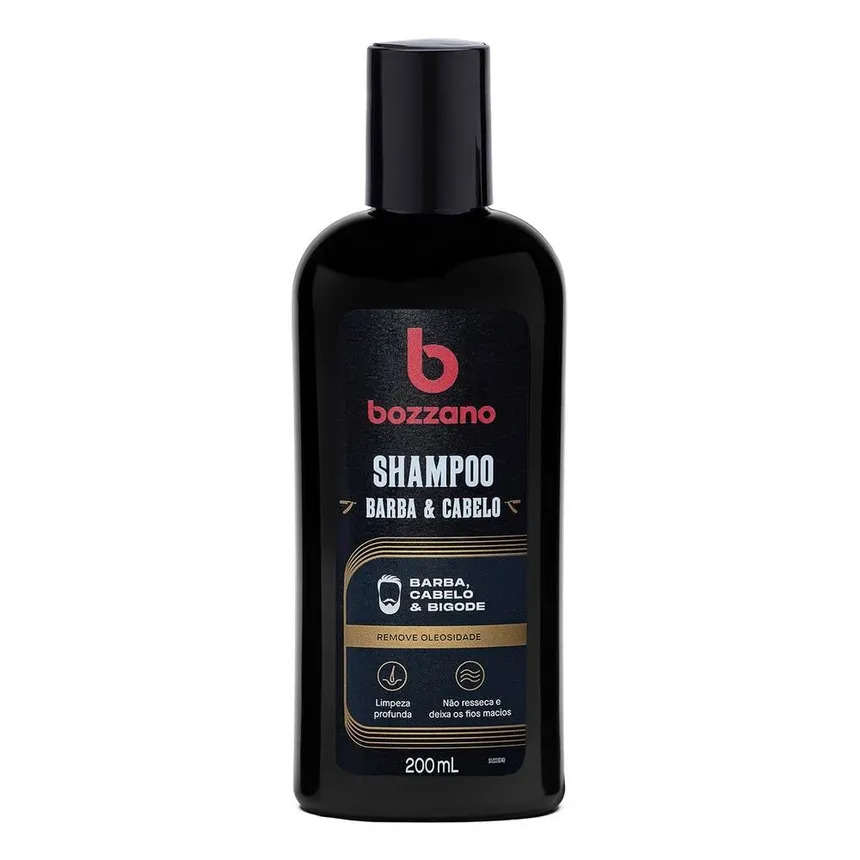 b
bozzano
SHAMPOO
BARBA & CABELO
BARBA,
CABELO
& BIGODE
REMOVE OLEOSIDADE
Limpeza
profunda
Não resseca e
deixa os fios macios
200mL